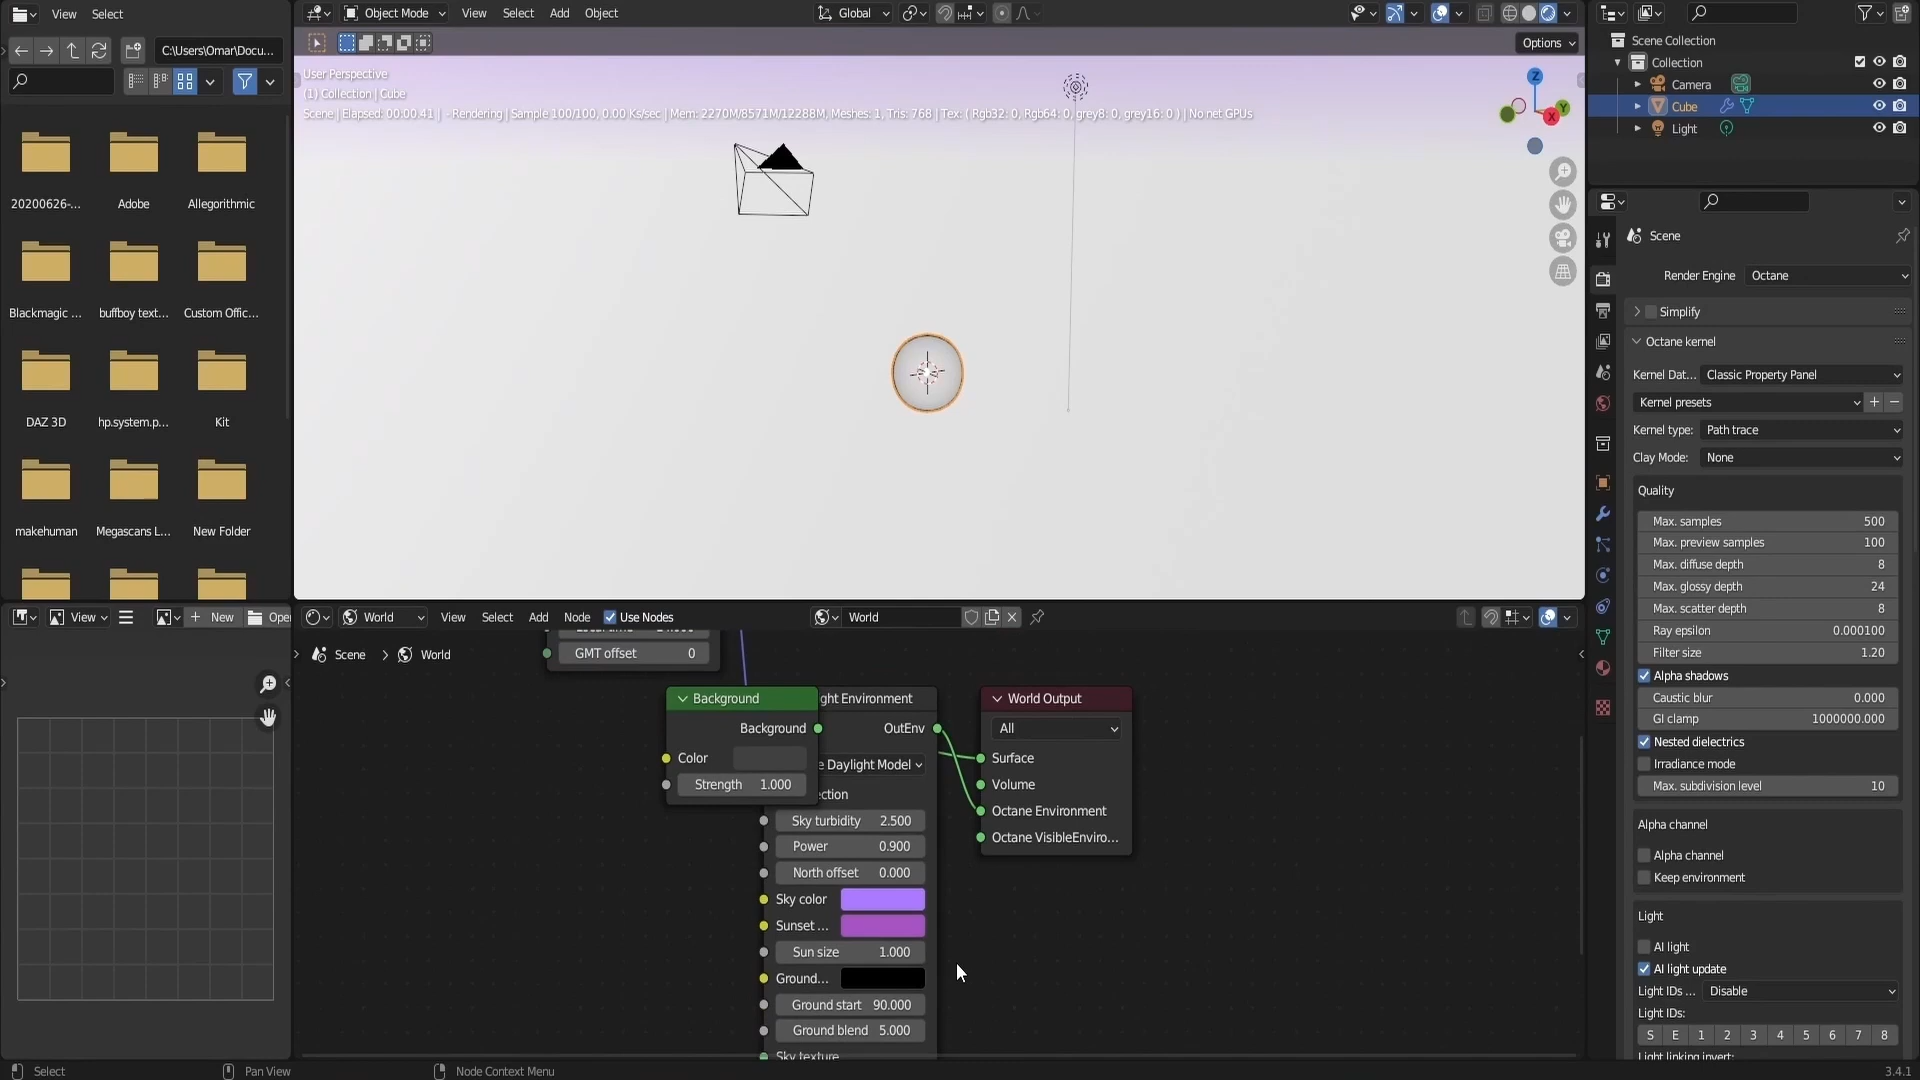 View
Select
C:\Users\Omar\Docu...
20200626-...
Adobe
Allegorithmic
Blackmagic ...
buffboy text...
Custom Offic...
DAZ 3D
hp.system.p...
Kit
makehuman
Megascans L...
New Folder
Object Mode
View
Select
Add
Object
Global
Options
User Perspective
(1) Collection | Cube
Scene | Elapsed: 00:00.41 | - Rendering | Sample 100/100, 0.00 Ks/sec | Mem: 2270M/8571M/12288M, Meshes: 1, Tris: 768 | Tex: ( Rgb32: 0, Rgb64: 0, grey8: 0, grey16: 0 ) | No net GPUs
Z
Y
X
Scene Collection
Collection
Camera
Cube
Light
Scene
Render Engine
Octane
Simplify
Octane kernel
Kernel Dat...
Classic Property Panel
Kernel presets
Kernel type:
Path trace
Clay Mode:
None
Quality
Max. samples 500
Max. preview samples 100
Max. diffuse depth 8
Max. glossy depth 24
Max. scatter depth 8
Ray epsilon 0.000100
Filter size 1.20
Alpha shadows
Caustic blur 0.000
GI clamp 1000000.000
Nested dielectrics
Irradiance mode
Max. subdivision level 10
Alpha channel
Alpha channel
Keep environment
Light
AI light
AI light update
Light IDs ...
Disable
Light IDs:
S E 1 2 3 4 5 6 7 8
Light linking invert:
View
New
Ope
World
View
Select
Add
Node
Use Nodes
World
Scene
World
GMT offset 0
Background
Background
Color
Strength 1.000
ght Environment
OutEnv
e Daylight Model
ection
Sky turbidity 2.500
Power 0.900
North offset 0.000
Sky color
Sunset ...
Sun size 1.000
Ground...
Ground start 90.000
Ground blend 5.000
Sky texture
World Output
All
Surface
Volume
Octane Environment
Octane VisibleEnviro...
Select
Pan View
Node Context Menu
3.4.1